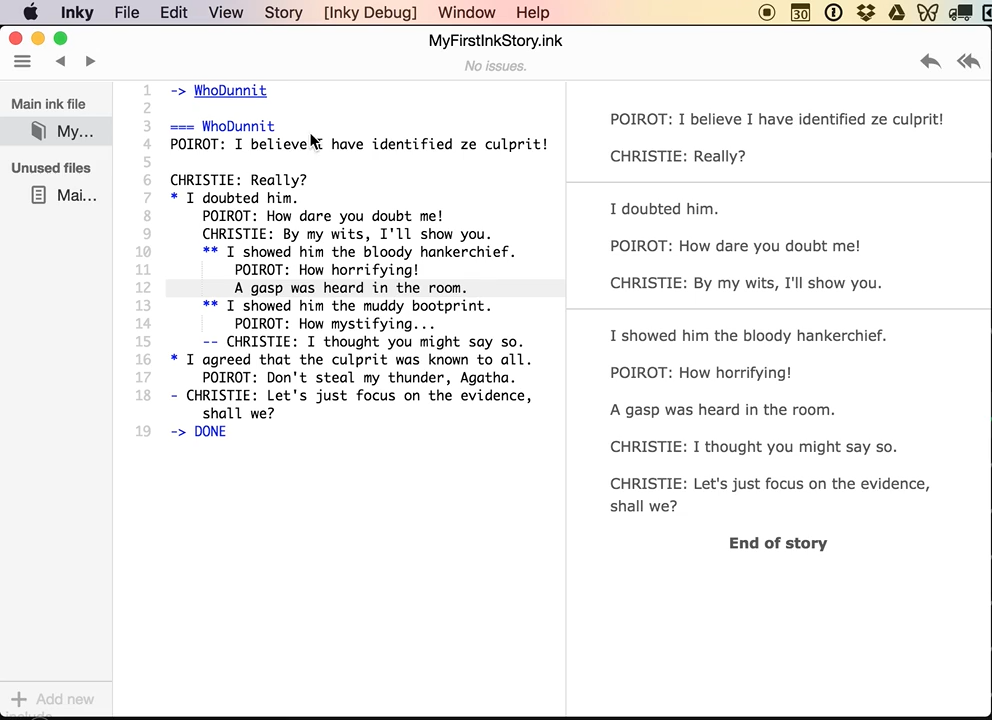 Inky File Edit View Story [Inky Debug] Window Help 30
MyFirstInkStory.ink
No issues.
Main ink file
My...
Unused files
Mai...
Add new
include
1 -> WhoDunnit
2
3 === WhoDunnit
4 POIROT: I believe I have identified ze culprit!
5
6 CHRISTIE: Really?
7 * I doubted him.
8 POIROT: How dare you doubt me!
9 CHRISTIE: By my wits, I'll show you.
10 ** I showed him the bloody hankerchief.
11 POIROT: How horrifying!
12 A gasp was heard in the room.
13 ** I showed him the muddy bootprint.
14 POIROT: How mystifying...
15 -- CHRISTIE: I thought you might say so.
16 * I agreed that the culprit was known to all.
17 POIROT: Don't steal my thunder, Agatha.
18 - CHRISTIE: Let's just focus on the evidence,
shall we?
19 -> DONE
POIROT: I believe I have identified ze culprit!
CHRISTIE: Really?
I doubted him.
POIROT: How dare you doubt me!
CHRISTIE: By my wits, I'll show you.
I showed him the bloody hankerchief.
POIROT: How horrifying!
A gasp was heard in the room.
CHRISTIE: I thought you might say so.
CHRISTIE: Let's just focus on the evidence,
shall we?
End of story